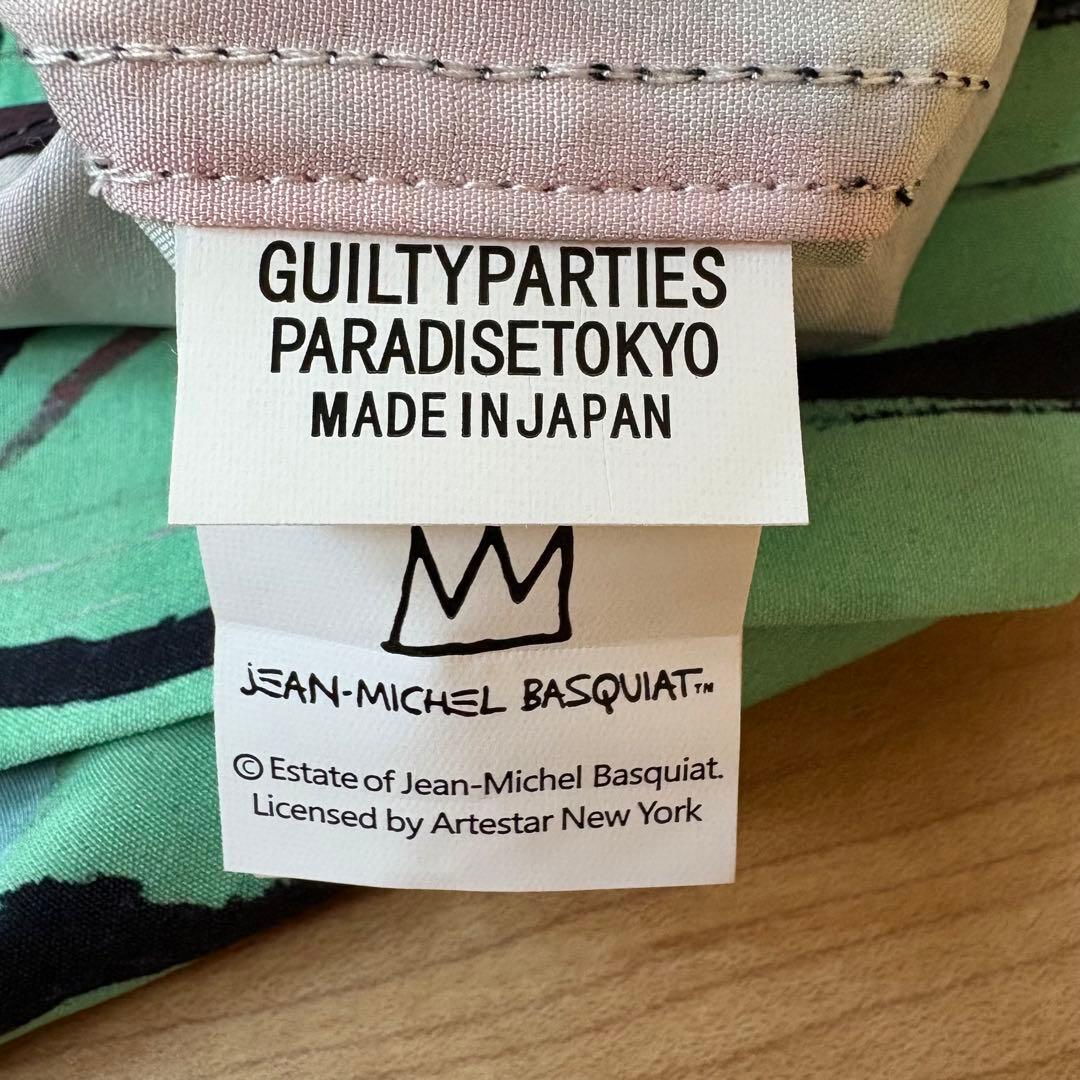 GUILTYPARTIES
PARADISETOKYO
MADE IN JAPAN
JEAN-MICHEL BASQUIAT™
© Estate of Jean-Michel Basquiat.
Licensed by Artestar New York